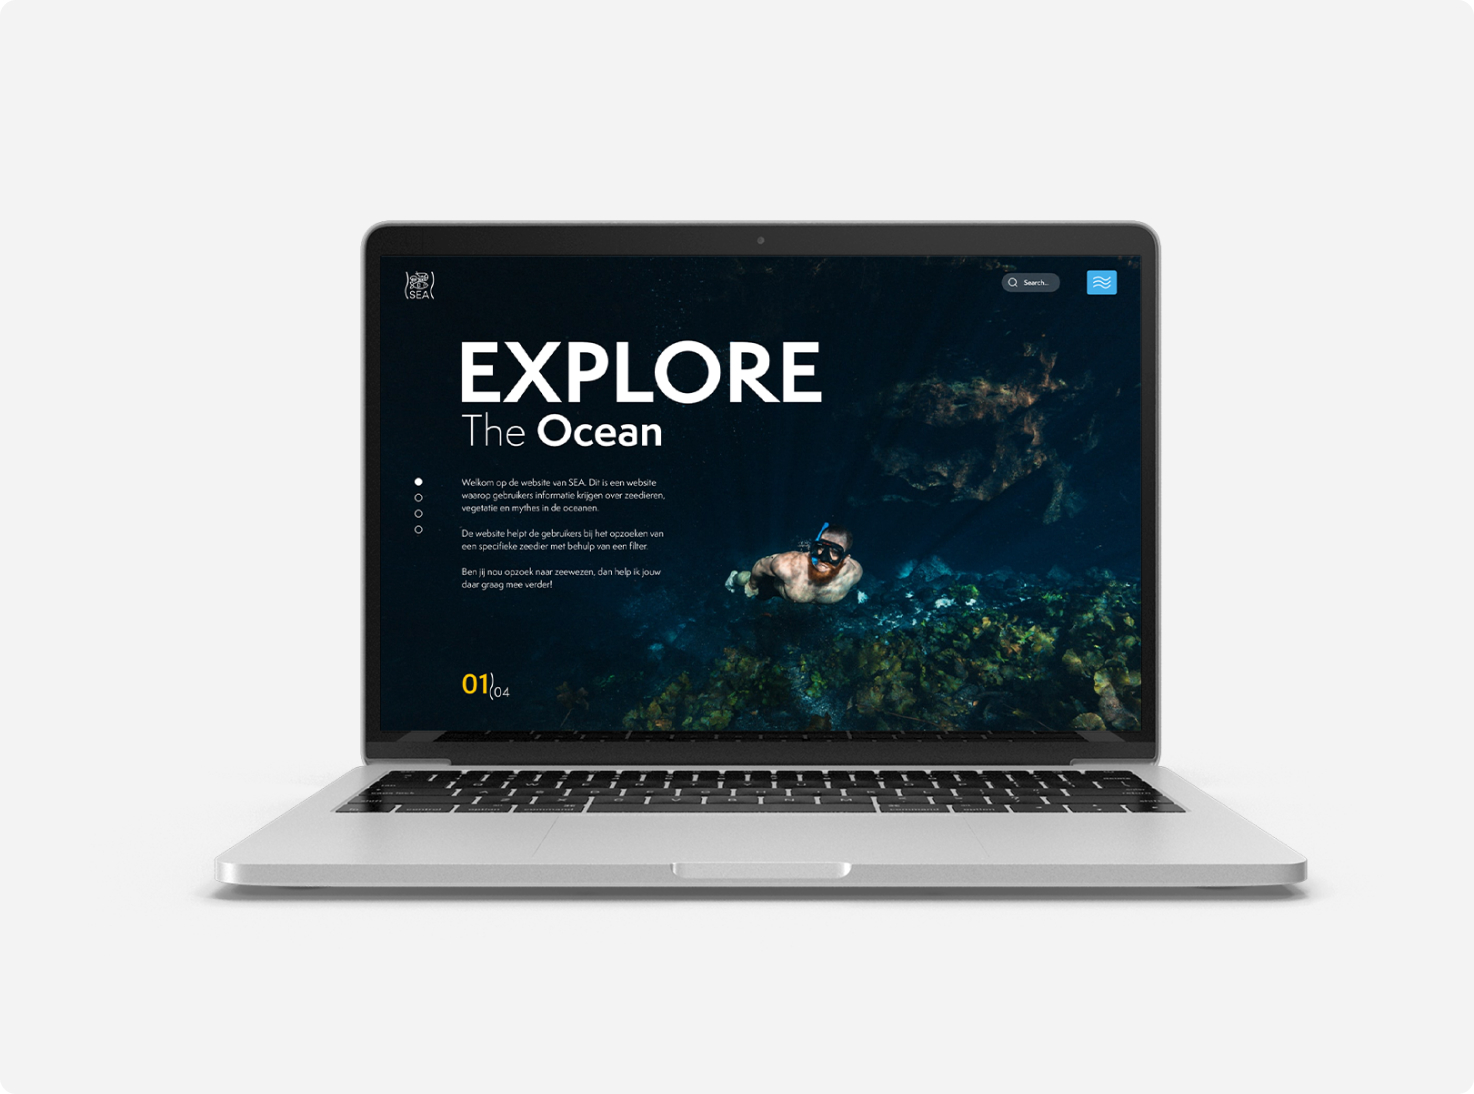 SEA
Search...
EXPLORE
The Ocean
Welkom op de website van SEA. Dit is een website
waarop gebruikers informatie krijgen over zeedieren,
vegetatie en mythes in de oceanen.
De website helpt de gebruikers bij het opzoeken van
een specifieke zeedier met behulp van een filter.
Ben jij nou opzoek naar zeewezen, dan help ik jouw
daar graag mee verder!
01
04